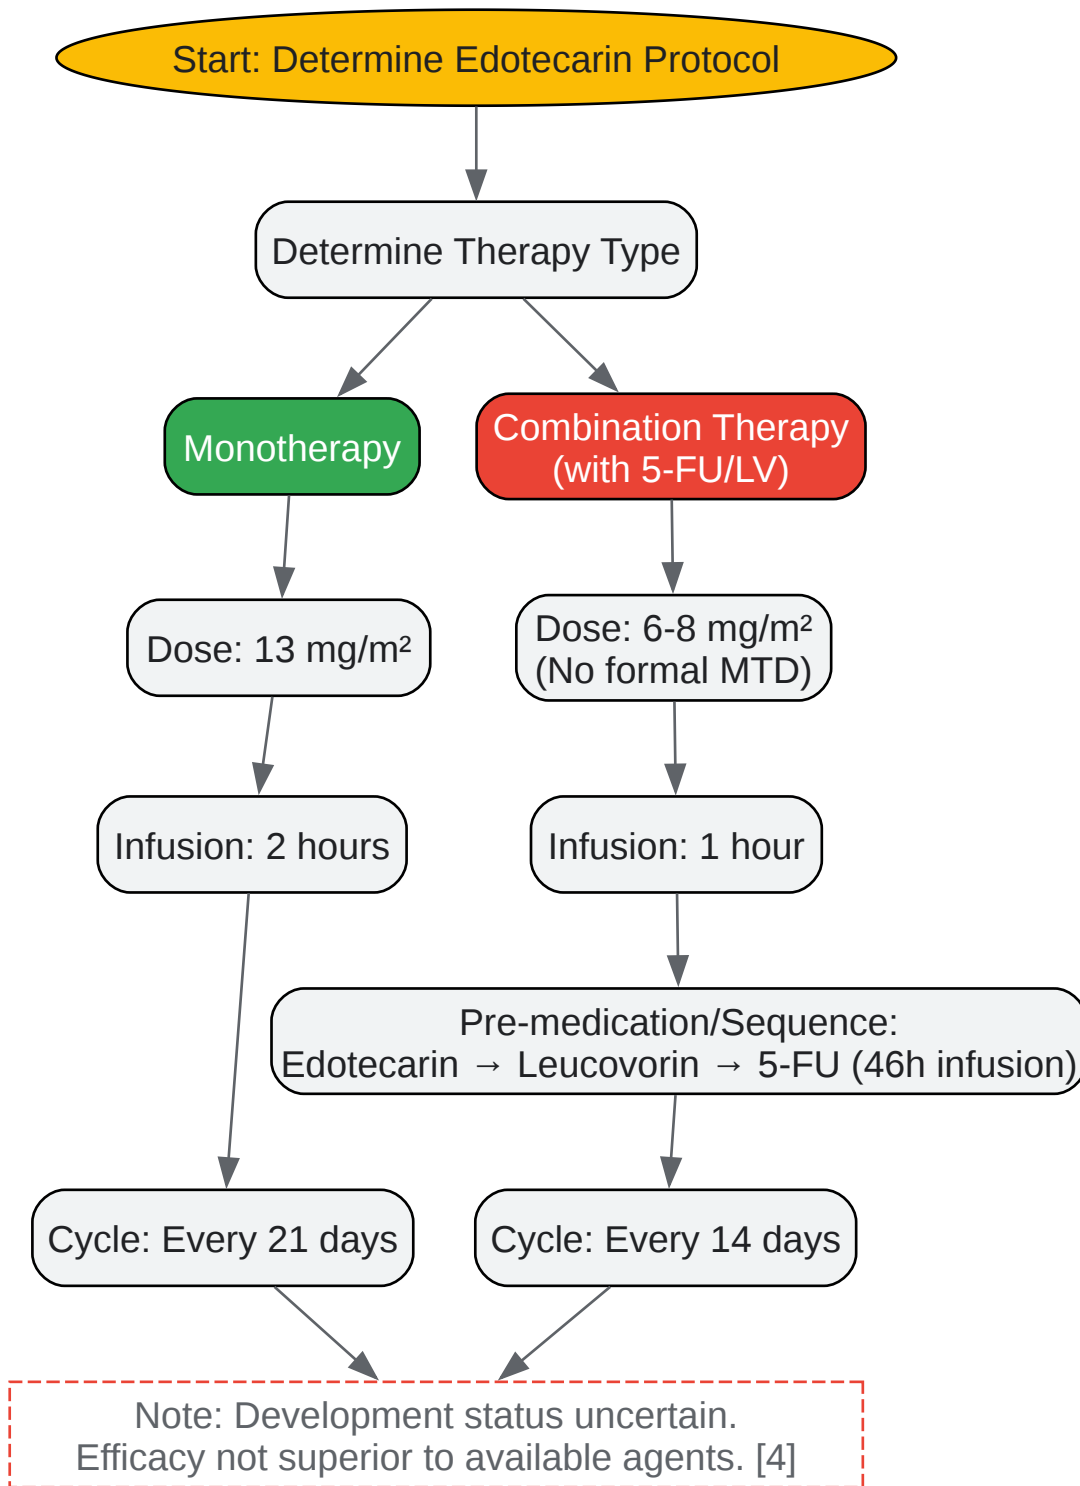 Start: Determine Edotecarin Protocol
Determine Therapy Type
Monotherapy
Combination Therapy
(with 5-FU/LV)
Dose: 13 mg/m²
Dose: 6-8 mg/m²
(No formal MTD)
Infusion: 2 hours
Infusion: 1 hour
Pre-medication/Sequence:
Edotecarin → Leucovorin → 5-FU (46h infusion)
Cycle: Every 21 days
Cycle: Every 14 days
Note: Development status uncertain.
Efficacy not superior to available agents. [4]